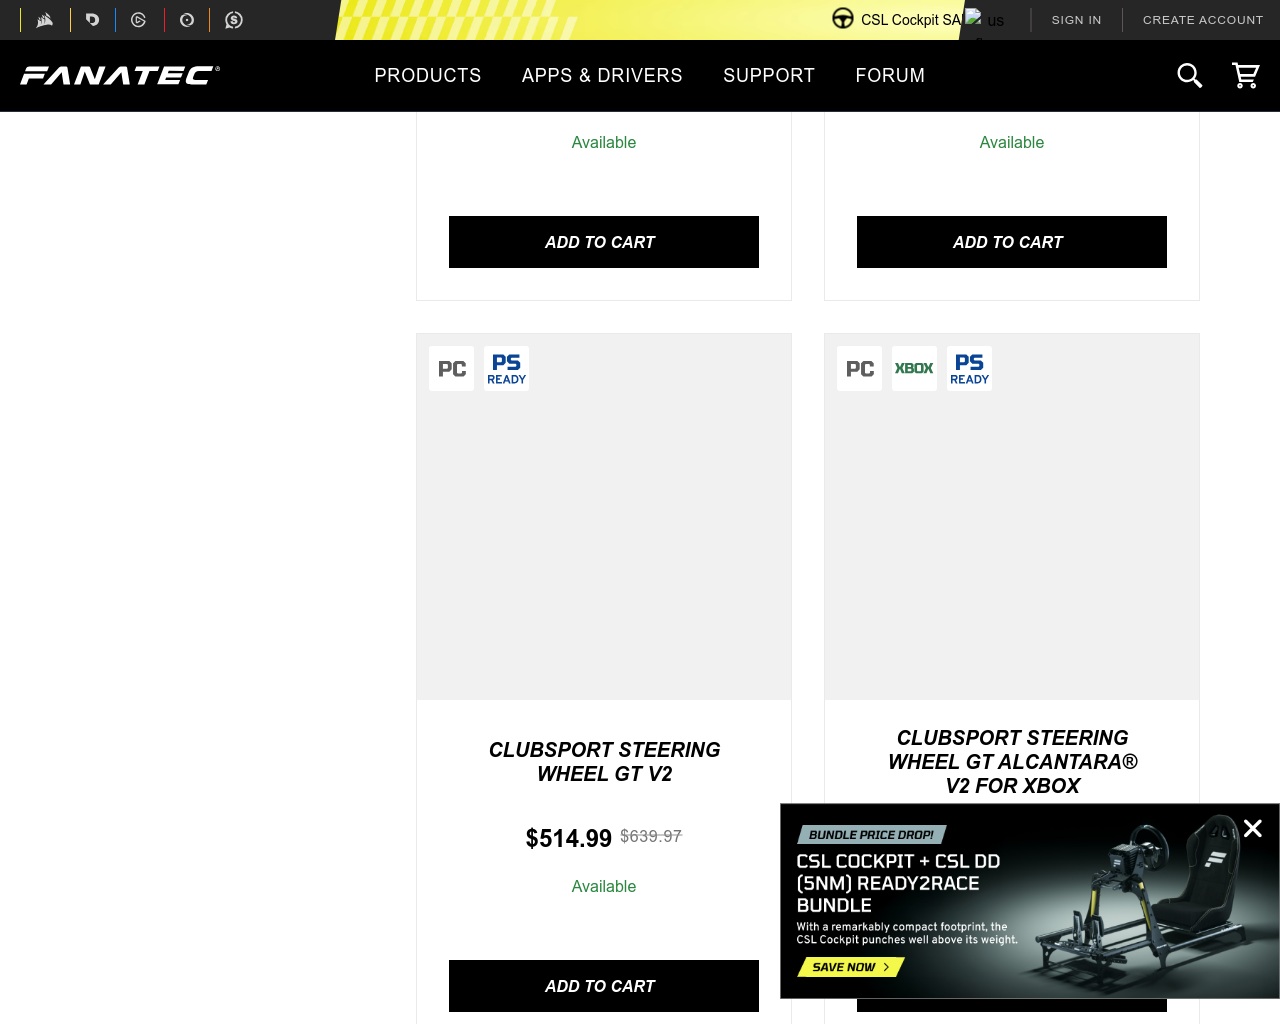 CSL Cockpit SA
us
SIGN IN
CREATE ACCOUNT
FANATEC®
PRODUCTS
APPS & DRIVERS
SUPPORT
FORUM
Available
Available
ADD TO CART
ADD TO CART
PC
PS
READY
PC
XBOX
PS
READY
CLUBSPORT STEERING
WHEEL GT V2
$514.99 $639.97
Available
ADD TO CART
CLUBSPORT STEERING
WHEEL GT ALCANTARA®
V2 FOR XBOX
BUNDLE PRICE DROP!
CSL COCKPIT + CSL DD
(5NM) READY2RACE
BUNDLE
With a remarkably compact footprint, the
CSL Cockpit punches well above its weight.
SAVE NOW